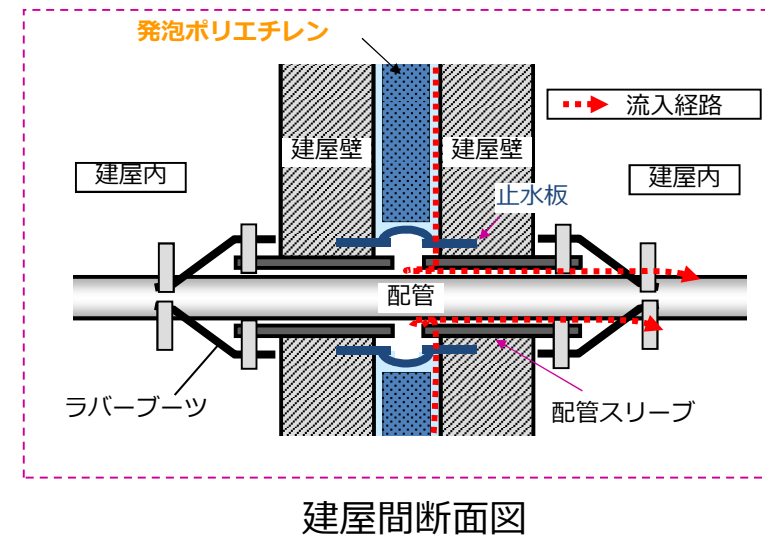 発泡ポリエチレン
流入経路
建屋壁
建屋壁
建屋内
建屋内
止水板
配管
ラバーブーツ
配管スリーブ
建屋間断面図